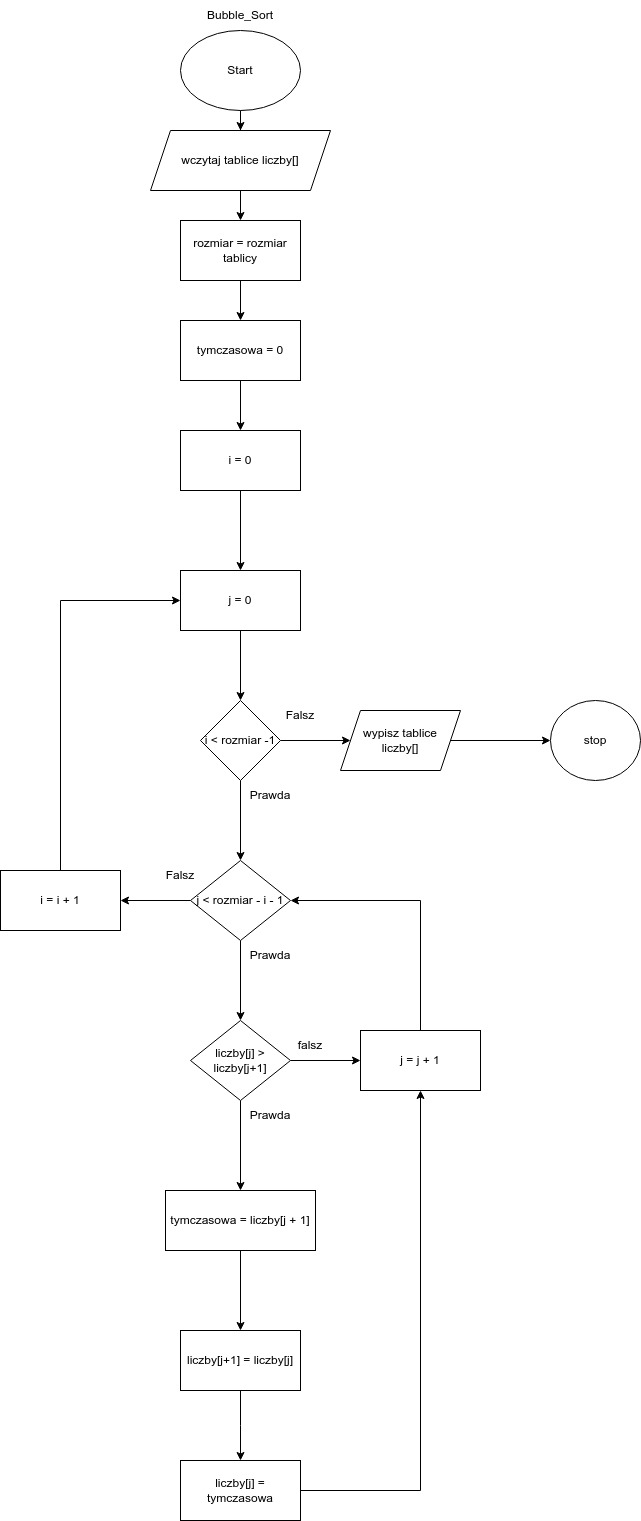 Bubble_Sort
Start
wczytaj tablice liczby[]
rozmiar = rozmiar
tablicy
tymczasowa = 0
i = 0
j = 0
i < rozmiar -1
Falsz
wypisz tablice
liczby[]
stop
Prawda
j < rozmiar - i - 1
Falsz
i = i + 1
Prawda
liczby[j] >
liczby[j+1]
falsz
j = j + 1
Prawda
tymczasowa = liczby[j + 1]
liczby[j+1] = liczby[j]
liczby[j] =
tymczasowa